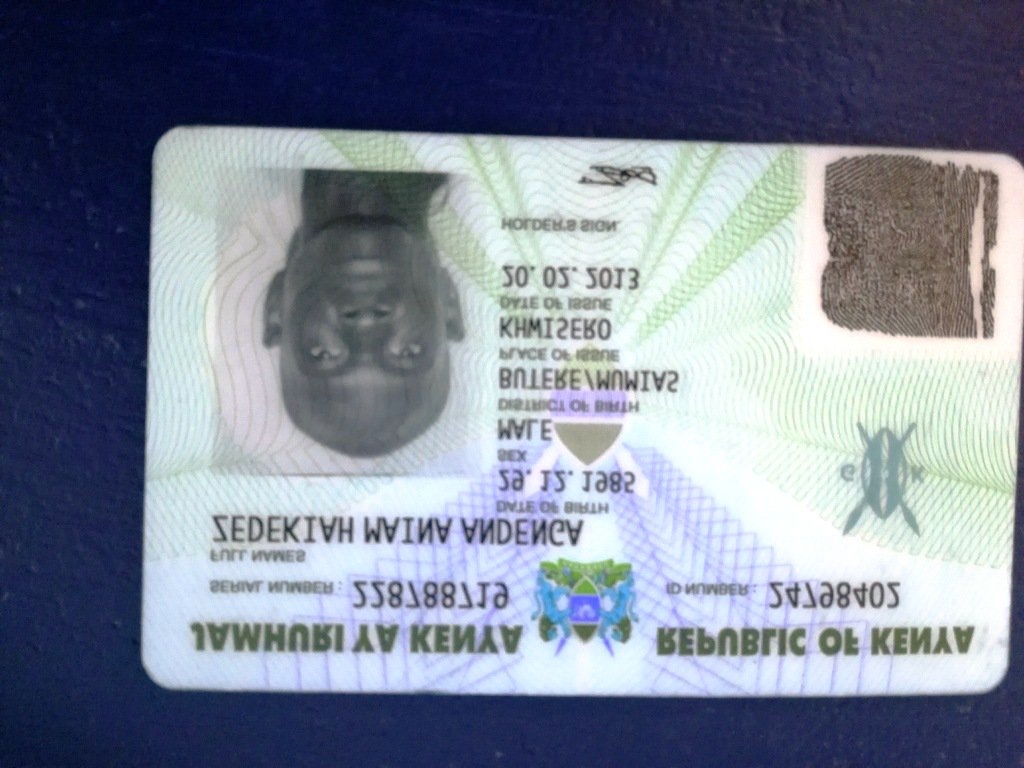 JAMHURI YA KENYA REPUBLIC OF KENYA
SERIAL NUMBER: 228788719 ID NUMBER: 24798402
FULL NAMES
ZEDEKIAH MAINA ANDENGA
DATE OF BIRTH
29. 12. 1985
SEX
MALE
DISTRICT OF BIRTH
BUTERE/MUMIAS
PLACE OF ISSUE
KHWISERO
DATE OF ISSUE
20. 02. 2013
HOLDER'S SIGN.
G K